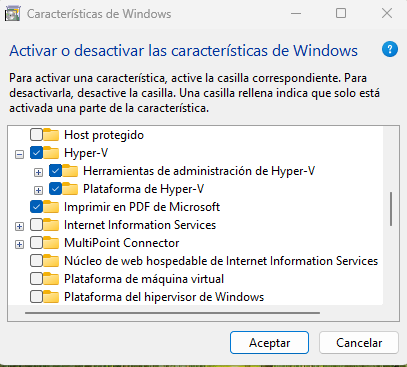 Características de Windows
Activar o desactivar las características de Windows
?
Para activar una característica, active la casilla correspondiente. Para
desactivarla, desactive la casilla. Una casilla rellena indica que solo está
activada una parte de la característica.
Host protegido
Hyper-V
Herramientas de administración de Hyper-V
Plataforma de Hyper-V
Imprimir en PDF de Microsoft
Internet Information Services
MultiPoint Connector
Núcleo de web hospedable de Internet Information Services
Plataforma de máquina virtual
Plataforma del hipervisor de Windows
Aceptar
Cancelar